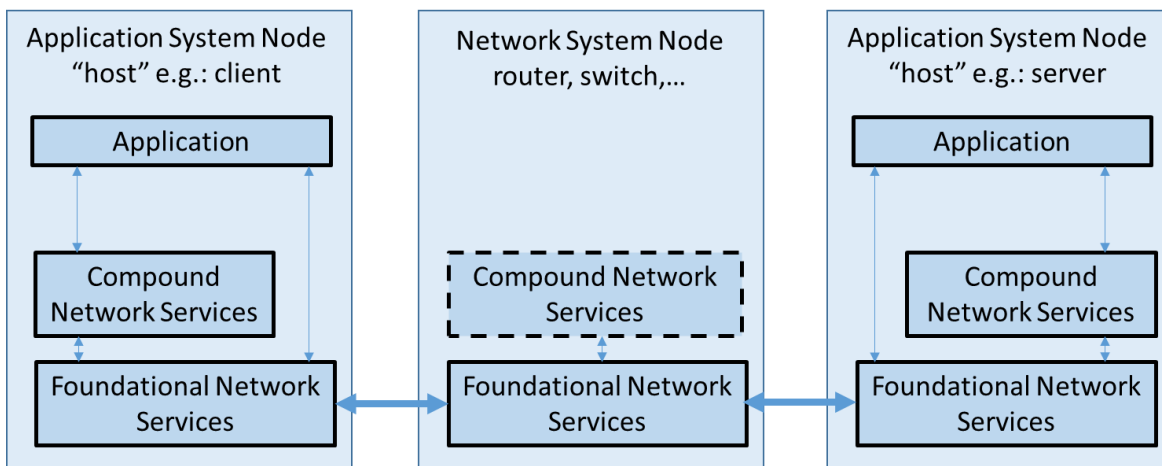 Application System Node
“host” e.g.: client
Application
Compound
Network Services
Foundational Network
Services
Network System Node
router, switch,…
Compound Network
Services
Foundational Network
Services
Application System Node
“host” e.g.: server
Application
Compound
Network Services
Foundational Network
Services